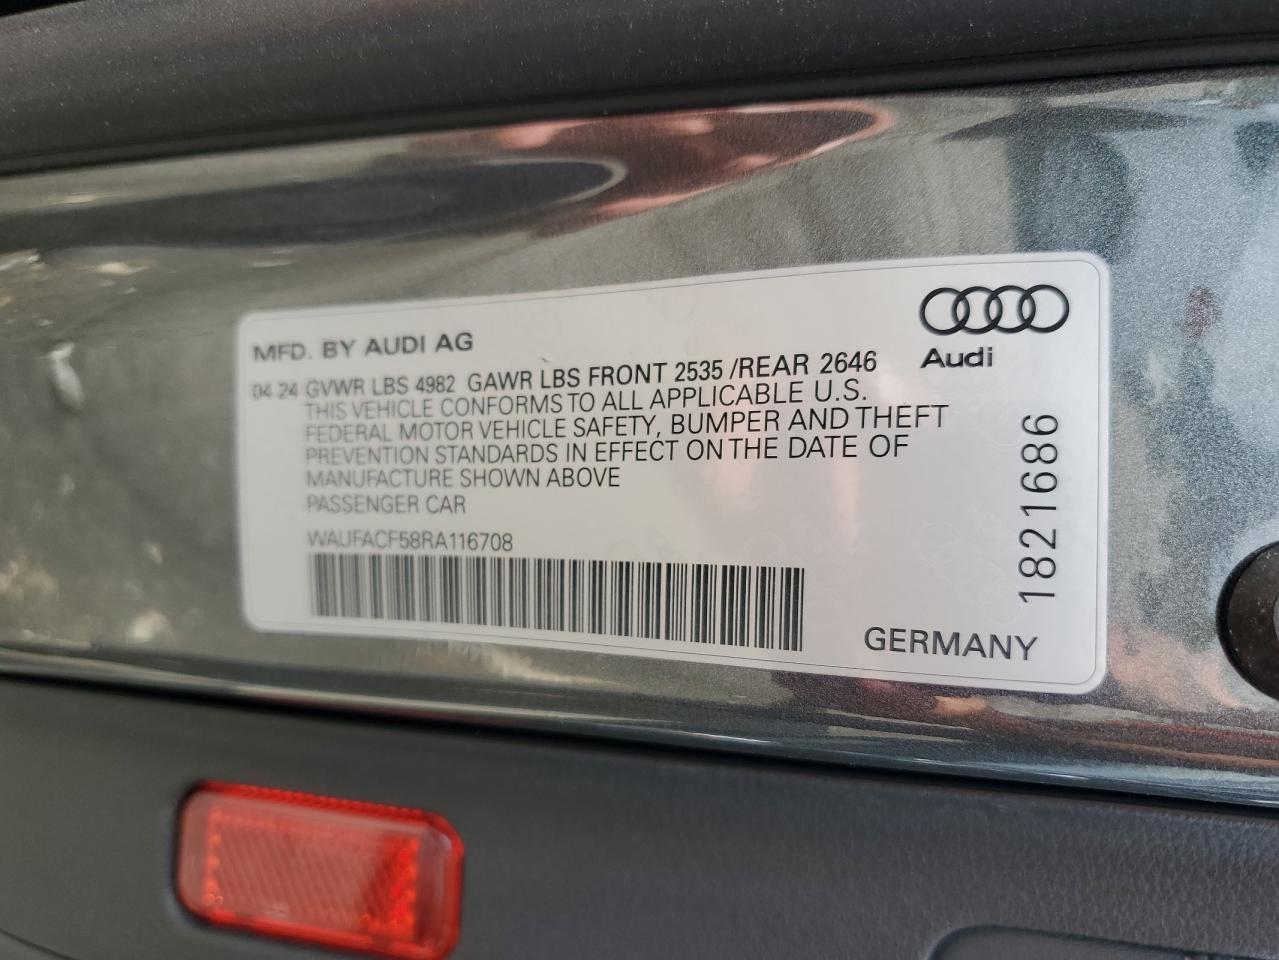 MFD. BY AUDI AG
Audi
04.24 GVWR LBS 4982 GAWR LBS FRONT 2535 /REAR 2646
THIS VEHICLE CONFORMS TO ALL APPLICABLE U.S.
FEDERAL MOTOR VEHICLE SAFETY, BUMPER AND THEFT
PREVENTION STANDARDS IN EFFECT ON THE DATE OF
MANUFACTURE SHOWN ABOVE
PASSENGER CAR
WAUFACF58RA116708
1821686
GERMANY